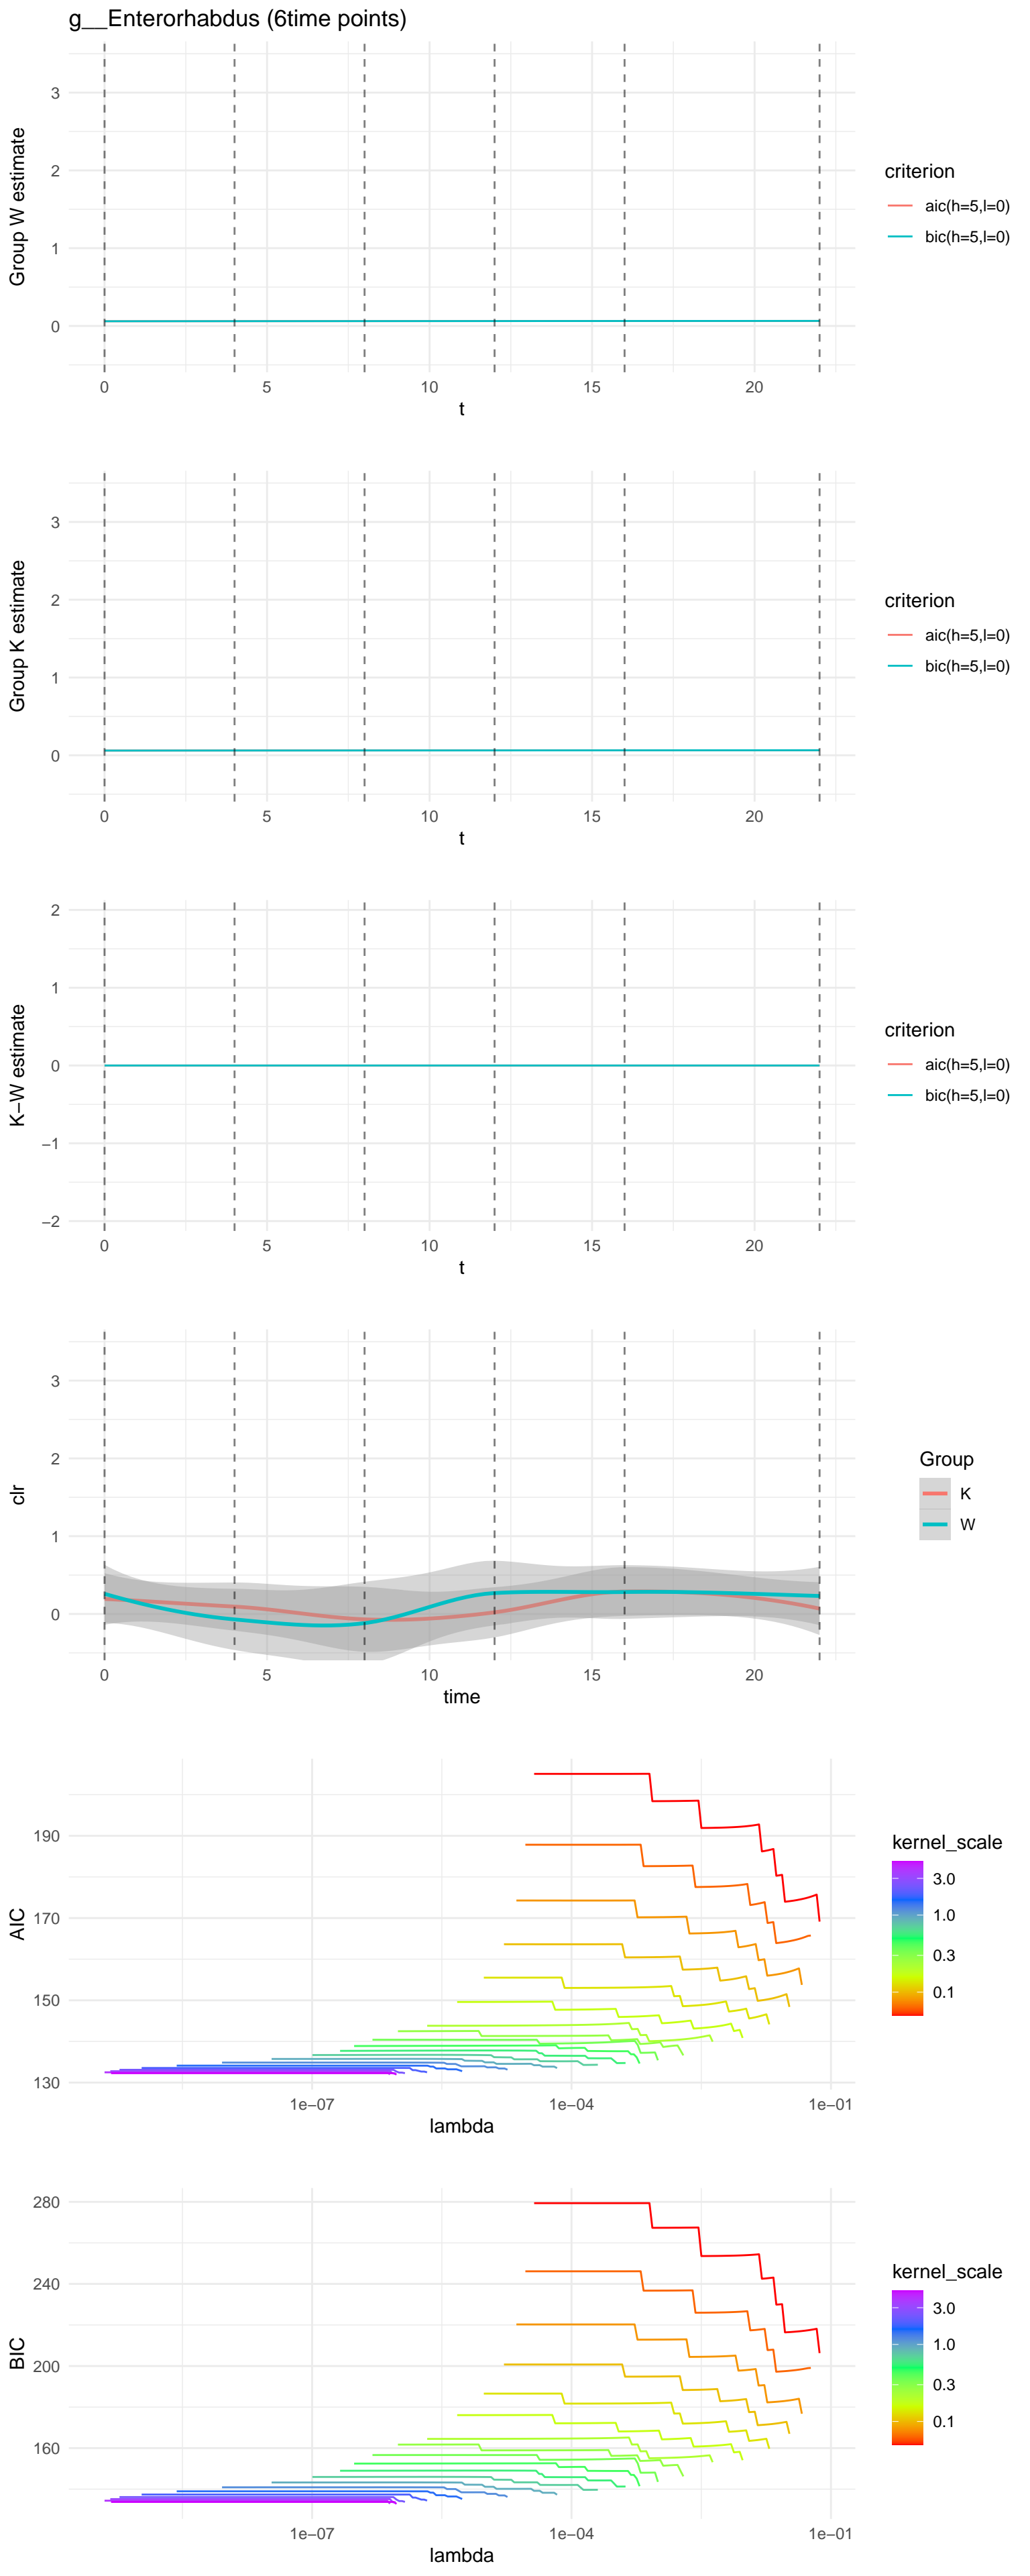 g__Enterorhabdus (6time points)
Group W estimate
3
2
1
0
0 5 10 15 20
t
criterion
aic(h=5,l=0)
bic(h=5,l=0)
Group K estimate
3
2
1
0
0 5 10 15 20
t
criterion
aic(h=5,l=0)
bic(h=5,l=0)
K−W estimate
2
1
0
−1
−2
0 5 10 15 20
t
criterion
aic(h=5,l=0)
bic(h=5,l=0)
clr
3
2
1
0
0 5 10 15 20
time
Group
K
W
AIC
190
170
150
130
1e−07 1e−04 1e−01
lambda
kernel_scale
3.0
1.0
0.3
0.1
BIC
280
240
200
160
1e−07 1e−04 1e−01
lambda
kernel_scale
3.0
1.0
0.3
0.1